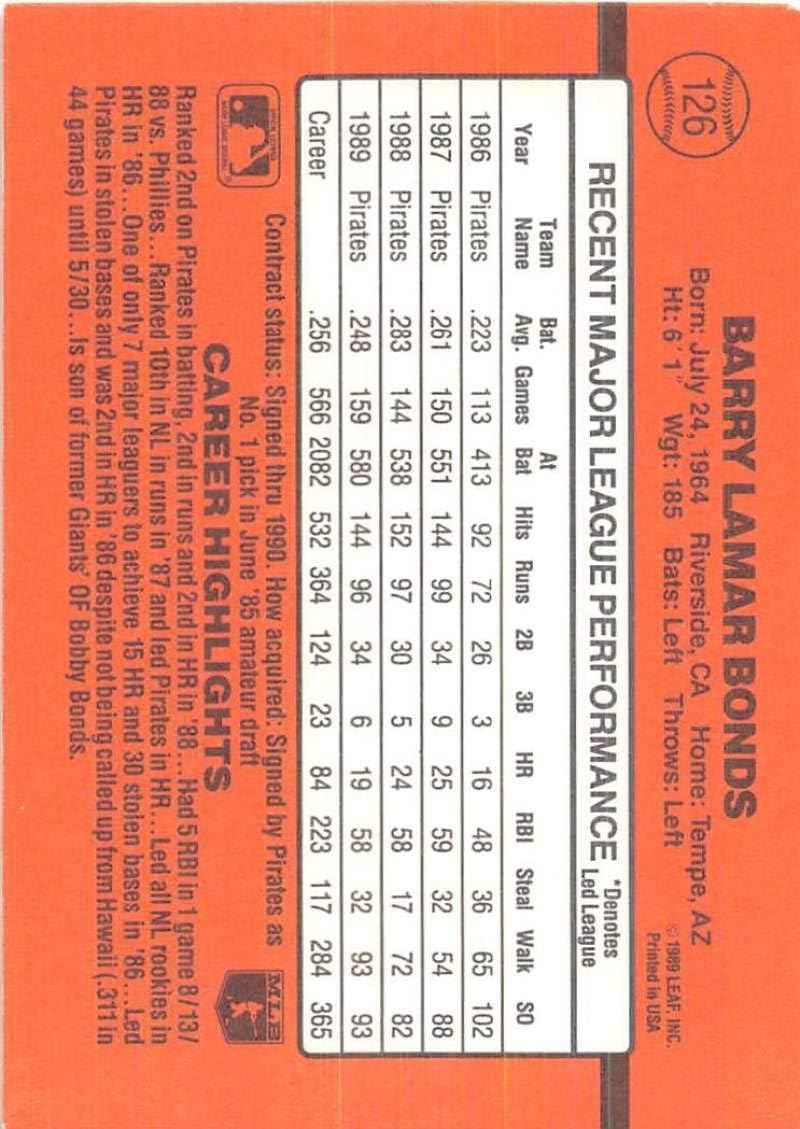 126
BARRY LAMAR BONDS
Born: July 24, 1964 Riverside, CA Home: Tempe, AZ
Ht: 6'1" Wgt: 185 Bats: Left Throws: Left
© 1989 LEAF, INC.
Printed in USA
RECENT MAJOR LEAGUE PERFORMANCE *Denotes
Led League
Team Bat. At
Year Name Avg. Games Bat Hits Runs 2B 3B HR RBI Steal Walk SO
1986 Pirates .223 113 413 92 72 26 3 16 48 36 65 102
1987 Pirates .261 150 551 144 99 34 9 25 59 32 54 88
1988 Pirates .283 144 538 152 97 30 5 24 58 17 72 82
1989 Pirates .248 159 580 144 96 34 6 19 58 32 93 93
Career .256 566 2082 532 364 124 23 84 223 117 284 365
Contract status: Signed thru 1990. How acquired: Signed by Pirates as
No. 1 pick in June '85 amateur draft
MLB
CAREER HIGHLIGHTS
Ranked 2nd on Pirates in batting, 2nd in runs and 2nd in HR in '88...Had 5 RBI in 1 game 8/13/
88 vs. Phillies...Ranked 10th in NL in runs in '87 and led Pirates in HR...Led all NL rookies in
HR in '86...One of only 7 major leaguers to achieve 15 HR and 30 stolen bases in '86...Led
Pirates in stolen bases and was 2nd in HR in '86 despite not being called up from Hawaii (.311 in
44 games) until 5/30...Is son of former Giants' OF Bobby Bonds.